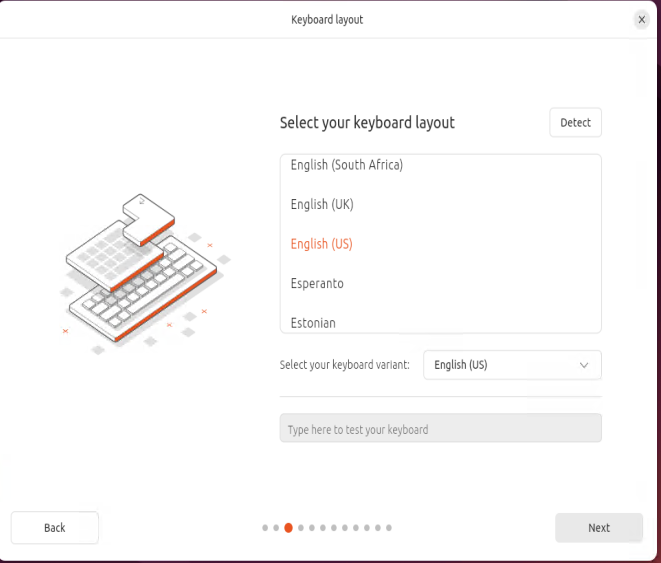 Keyboard layout
Select your keyboard layout
Detect
English (South Africa)
English (UK)
English (US)
Esperanto
Estonian
Select your keyboard variant:
English (US)
Type here to test your keyboard
Back
Next